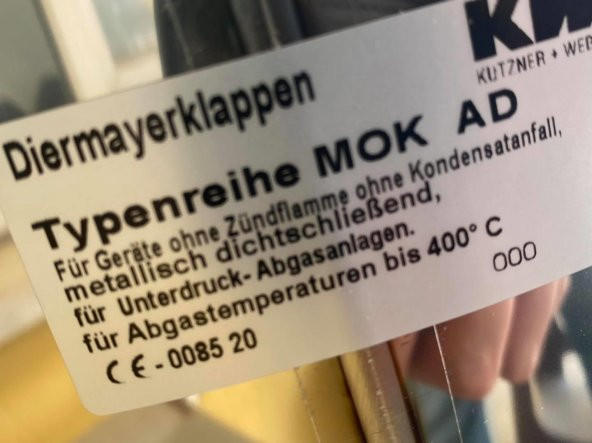 KW
KUTZNER + WEB
Diermayerklappen
Typenreihe MOK AD
Für Geräte ohne Zündflamme ohne Kondensatanfall,
metallisch dichtschließend,
für Unterdruck-Abgasanlagen.
für Abgastemperaturen bis 400° C
000
CE-0085 20